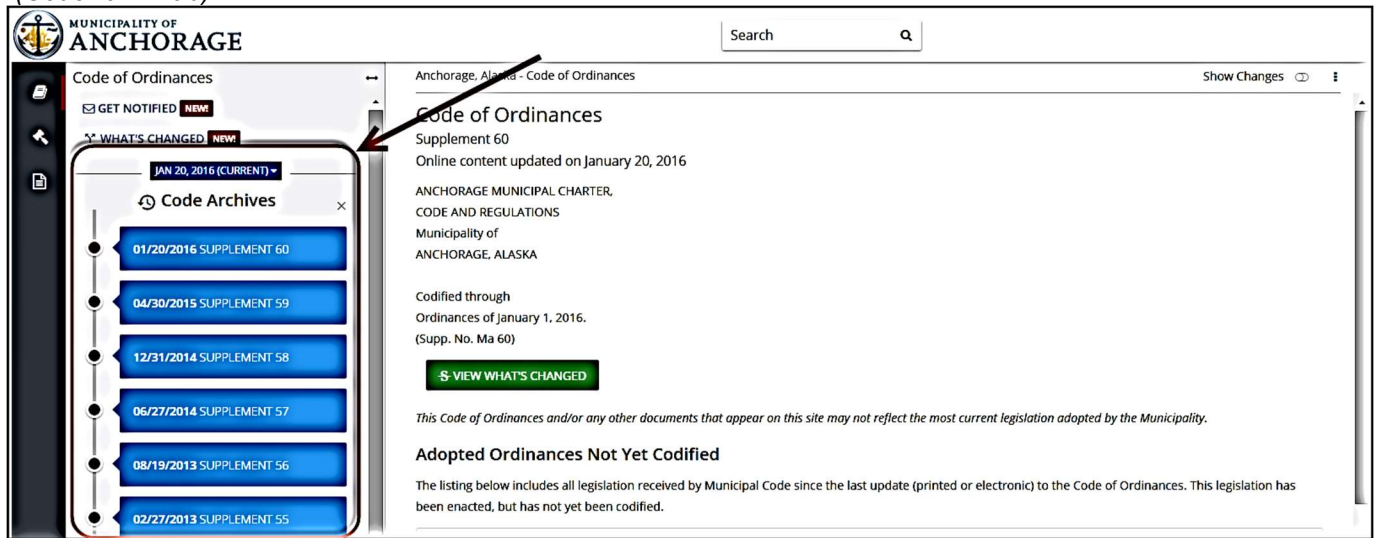 MUNICIPALITY OF
ANCHORAGE
Search
Code of Ordinances
GET NOTIFIED NEW!
WHAT'S CHANGED NEW!
JAN 20, 2016 (CURRENT)
Code Archives
01/20/2016 SUPPLEMENT 60
04/30/2015 SUPPLEMENT 59
12/31/2014 SUPPLEMENT 58
06/27/2014 SUPPLEMENT 57
08/19/2013 SUPPLEMENT 56
02/27/2013 SUPPLEMENT 55
Anchorage, Alaska - Code of Ordinances
Show Changes
Code of Ordinances
Supplement 60
Online content updated on January 20, 2016
ANCHORAGE MUNICIPAL CHARTER,
CODE AND REGULATIONS
Municipality of
ANCHORAGE, ALASKA
Codified through
Ordinances of January 1, 2016.
(Supp. No. Ma 60)
VIEW WHAT'S CHANGED
This Code of Ordinances and/or any other documents that appear on this site may not reflect the most current legislation adopted by the Municipality.
Adopted Ordinances Not Yet Codified
The listing below includes all legislation received by Municipal Code since the last update (printed or electronic) to the Code of Ordinances. This legislation has
been enacted, but has not yet been codified.